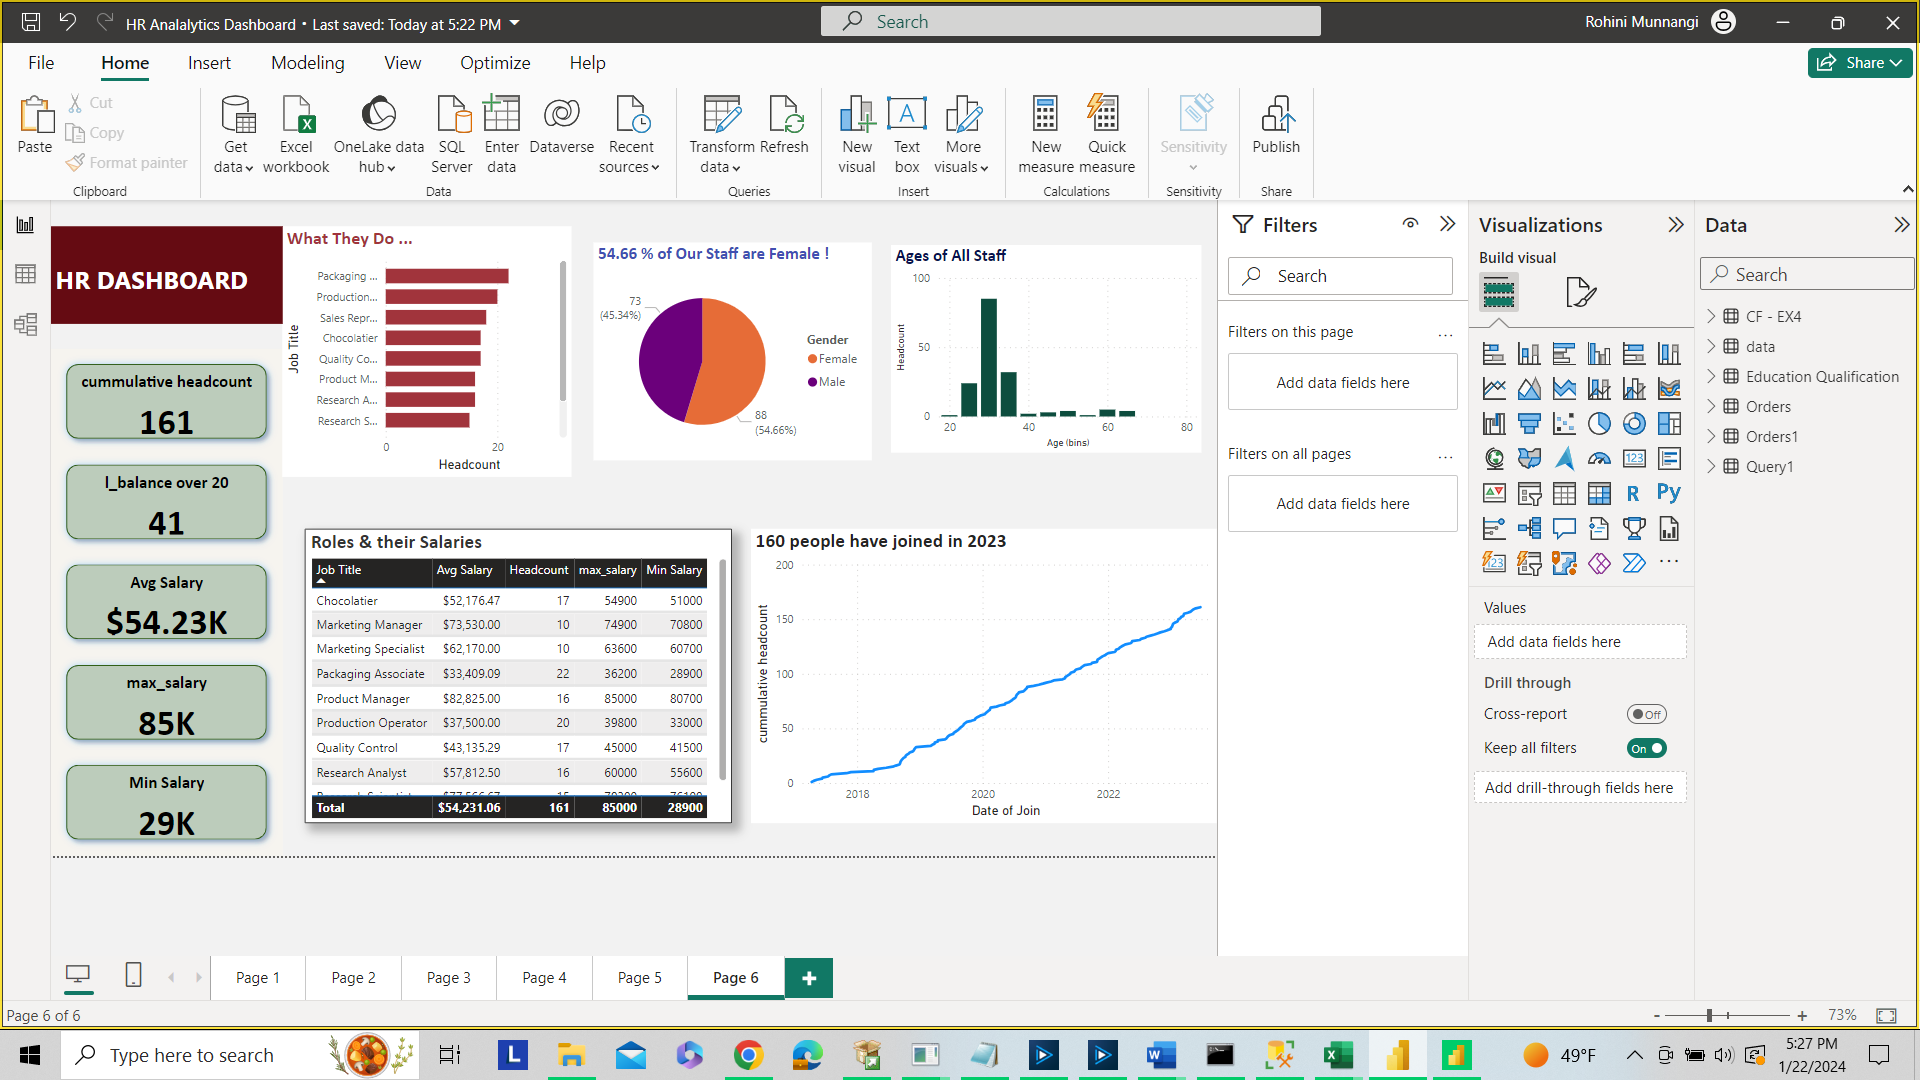 HR Analalytics Dashboard • Last saved: Today at 5:22 PM
Search
Rohini Munnangi
File
Home
Insert
Modeling
View
Optimize
Help
Share
Paste
Cut
Copy
Format painter
Clipboard
Get data
Excel workbook
OneLake data hub
SQL Server
Enter data
Dataverse
Recent sources
Data
Transform data
Refresh
Queries
New visual
Text box
More visuals
Insert
New measure
Quick measure
Calculations
Sensitivity
Sensitivity
Publish
Share
HR DASHBOARD
cummulative headcount
161
l_balance over 20
41
Avg Salary
$54.23K
max_salary
85K
Min Salary
29K
What They Do ...
Job Title
Packaging ...
Production...
Sales Repr...
Chocolatier
Quality Co...
Product M...
Research A...
Research S...
0 20
Headcount
54.66 % of Our Staff are Female !
73
(45.34%)
88
(54.66%)
Gender
Female
Male
Ages of All Staff
Headcount
100
50
0
20 40 60 80
Age (bins)
Roles & their Salaries
Job Title Avg Salary Headcount max_salary Min Salary
Chocolatier $52,176.47 17 54900 51000
Marketing Manager $73,530.00 10 74900 70800
Marketing Specialist $62,170.00 10 63600 60700
Packaging Associate $33,409.09 22 36200 28900
Product Manager $82,825.00 16 85000 80700
Production Operator $37,500.00 20 39800 33000
Quality Control $43,135.29 17 45000 41500
Research Analyst $57,812.50 16 60000 55600
Total $54,231.06 161 85000 28900
160 people have joined in 2023
cummulative headcount
200
150
100
50
0
2018 2020 2022
Date of Join
Filters
Search
Filters on this page
...
Add data fields here
Filters on all pages
...
Add data fields here
Visualizations
Build visual
123
R
Py
123
...
Values
Add data fields here
Drill through
Cross-report
Off
Keep all filters
On
Add drill-through fields here
Data
Search
CF - EX4
data
Education Qualification
Orders
Orders1
Query1
Page 1
Page 2
Page 3
Page 4
Page 5
Page 6
+
Page 6 of 6
- + 73%
Type here to search
L
49°F
5:27 PM
1/22/2024